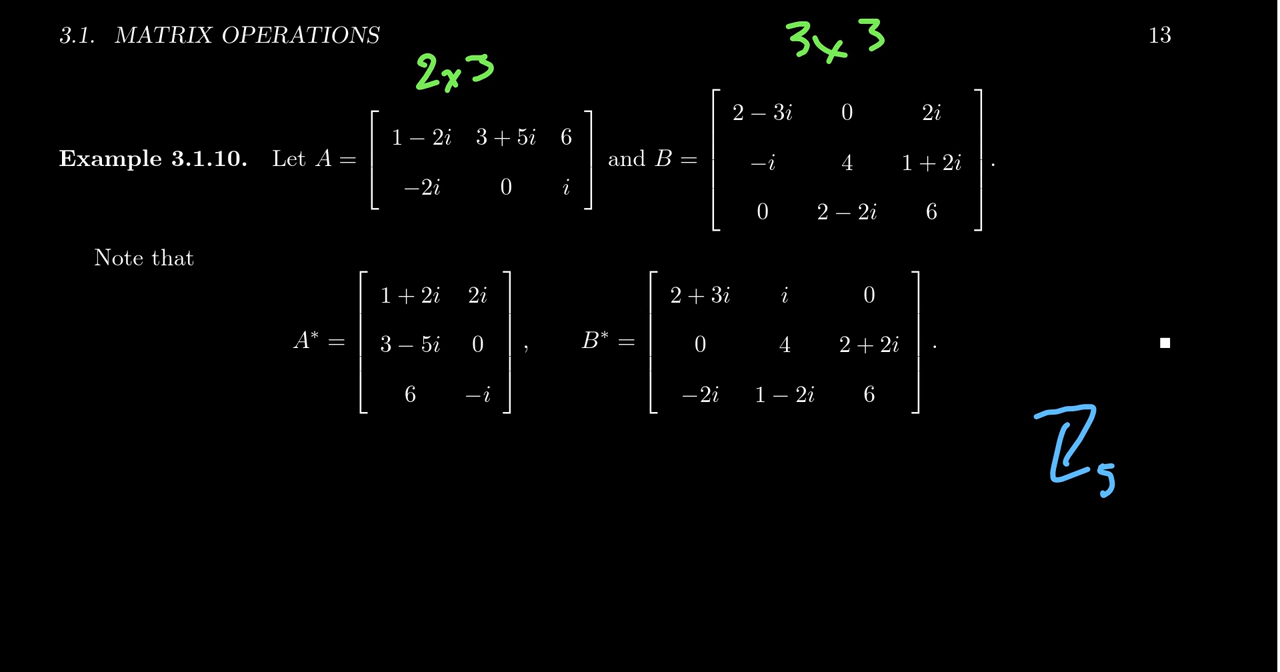 3.1. MATRIX OPERATIONS 13
2x3 3x3
Example 3.1.10. Let A = [ 1 − 2i 3 + 5i 6 ; −2i 0 i ] and B = [ 2 − 3i 0 2i ; −i 4 1 + 2i ; 0 2 − 2i 6 ].
Note that
A* = [ 1 + 2i 2i ; 3 − 5i 0 ; 6 −i ], B* = [ 2 + 3i i 0 ; 0 4 2 + 2i ; −2i 1 − 2i 6 ]. ■
ℤ₅